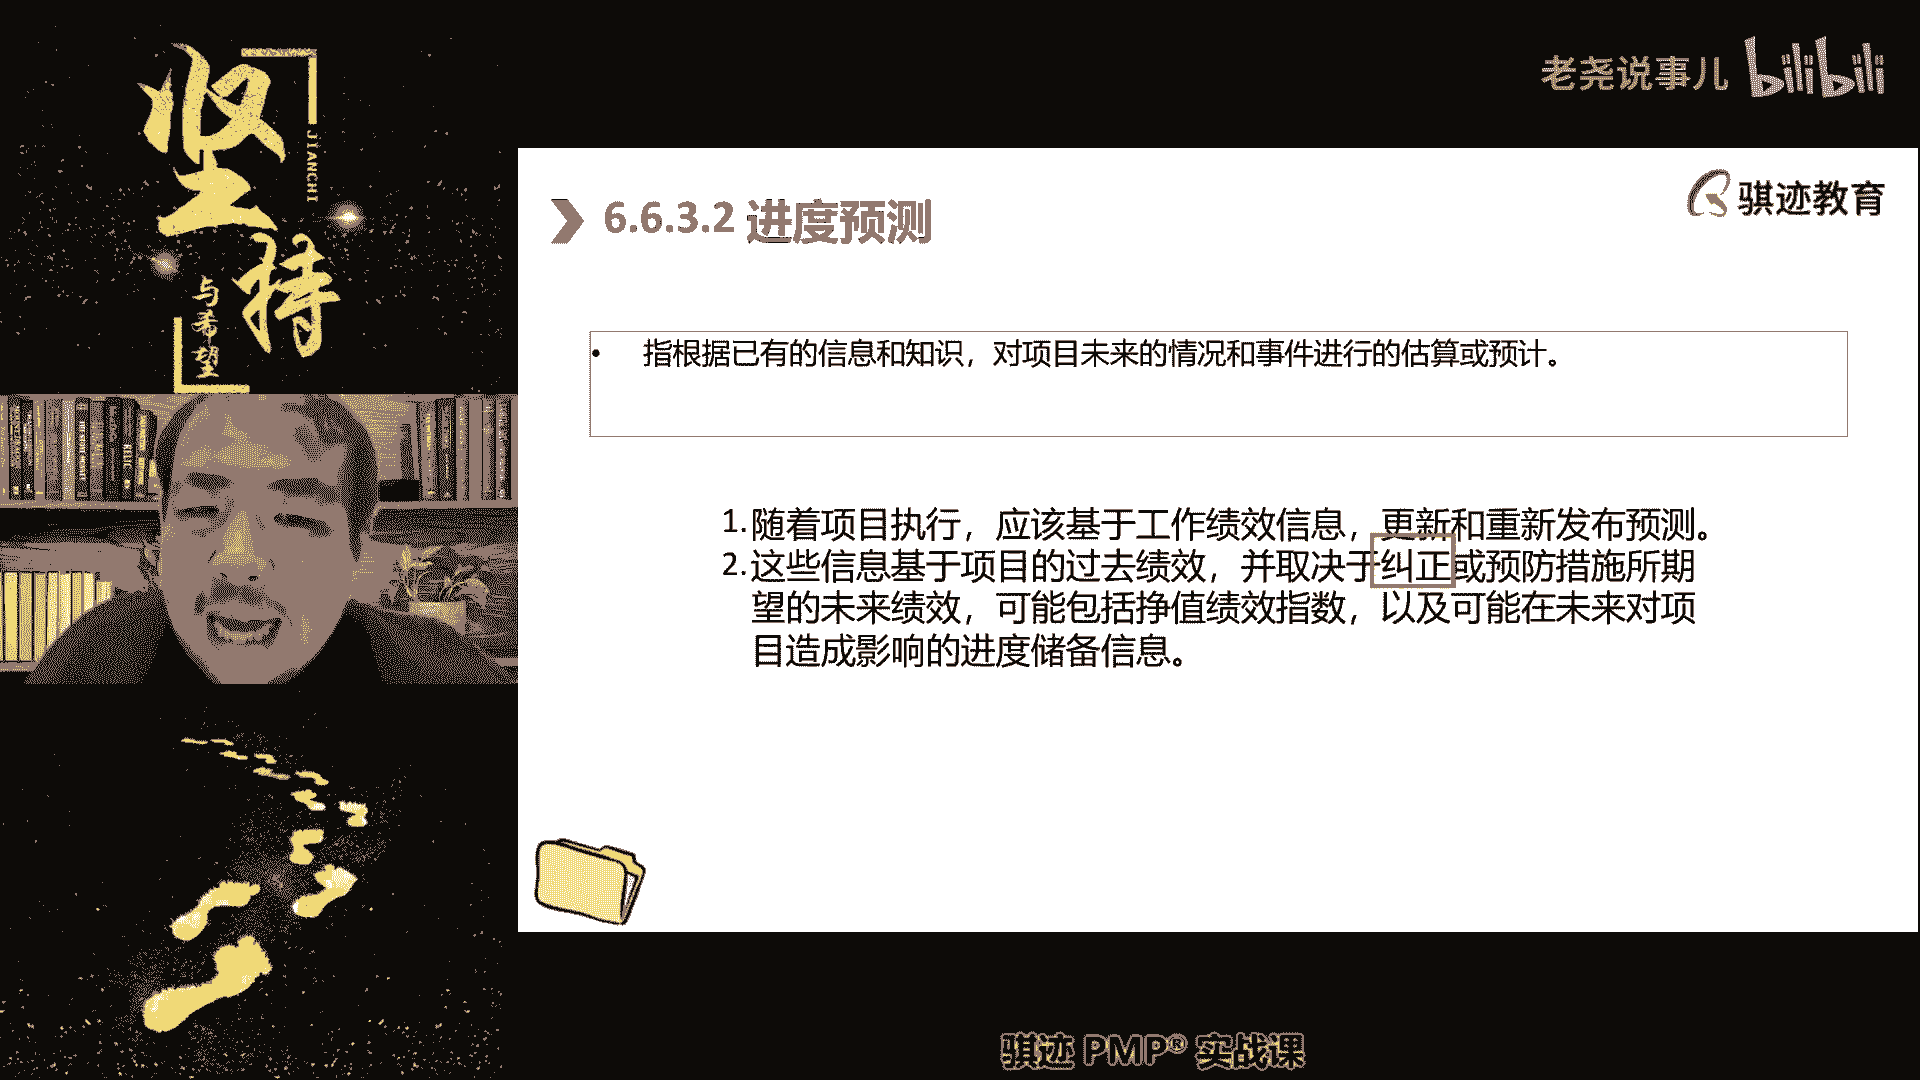 坚持
JIANCHI
与希望
老尧说事儿 bilibili
骐迹教育
6.6.3.2 进度预测
• 指根据已有的信息和知识，对项目未来的情况和事件进行的估算或预计。
1.随着项目执行，应该基于工作绩效信息，更新和重新发布预测。
2.这些信息基于项目的过去绩效，并取决于纠正或预防措施所期
望的未来绩效，可能包括挣值绩效指数，以及可能在未来对项
目造成影响的进度储备信息。
骐迹 PMP® 实战课